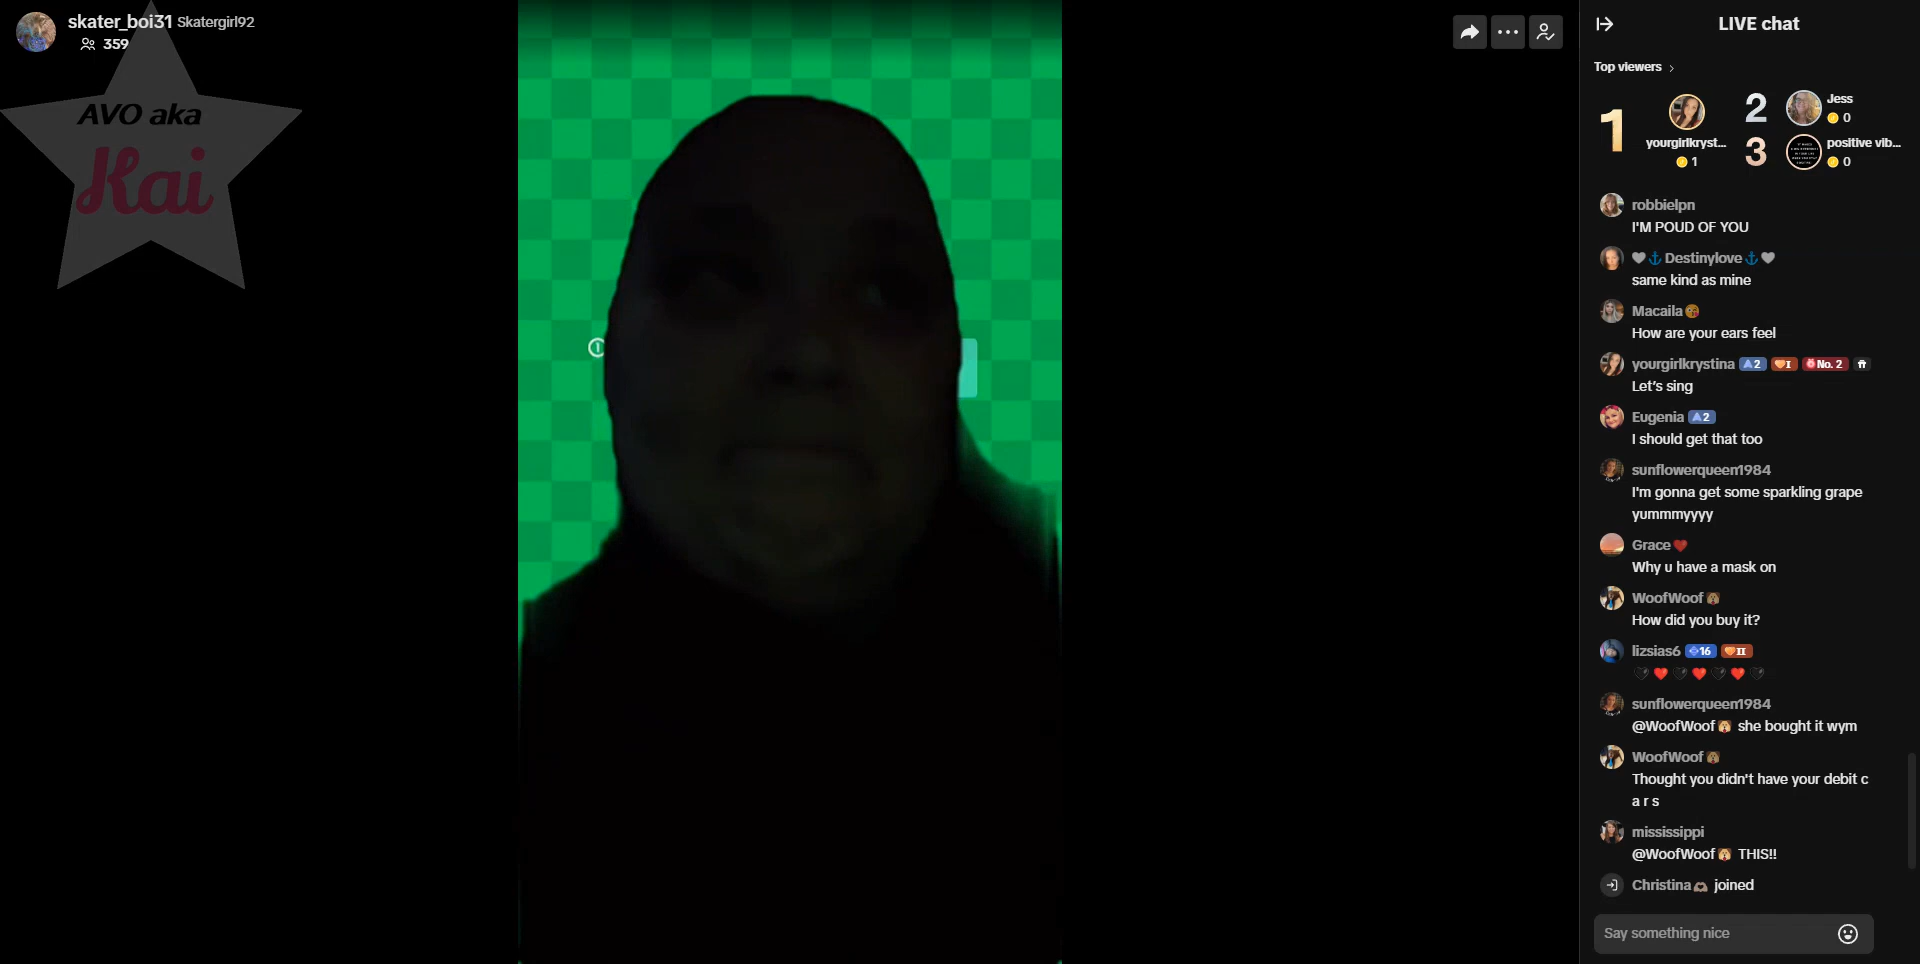 skater_boi31 Skatergirl92
359
AVO aka
Kai
LIVE chat
Top viewers
1
yourgirlkryst...
1
2
Jess
0
3
positive vib...
0
robbielpn
I'M POUD OF YOU
Destinylove
same kind as mine
Macaila
How are your ears feel
yourgirlkrystina 2 I No. 2
Let's sing
Eugenia 2
I should get that too
sunflowerqueen1984
I'm gonna get some sparkling grape
yummmyyyy
Grace
Why u have a mask on
WoofWoof
How did you buy it?
lizsias6 16 II
sunflowerqueen1984
@WoofWoof she bought it wym
WoofWoof
Thought you didn't have your debit c
a r s
mississippi
@WoofWoof THIS!!
Christina joined
Say something nice